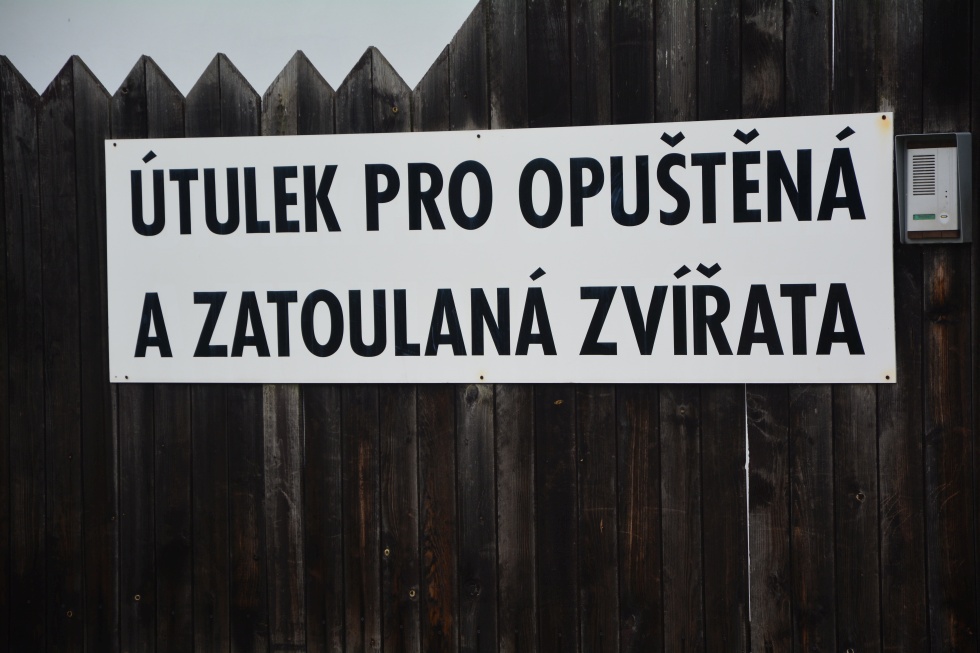 ÚTULEK PRO OPUŠTĚNÁ
A ZATOULANÁ ZVÍŘATA